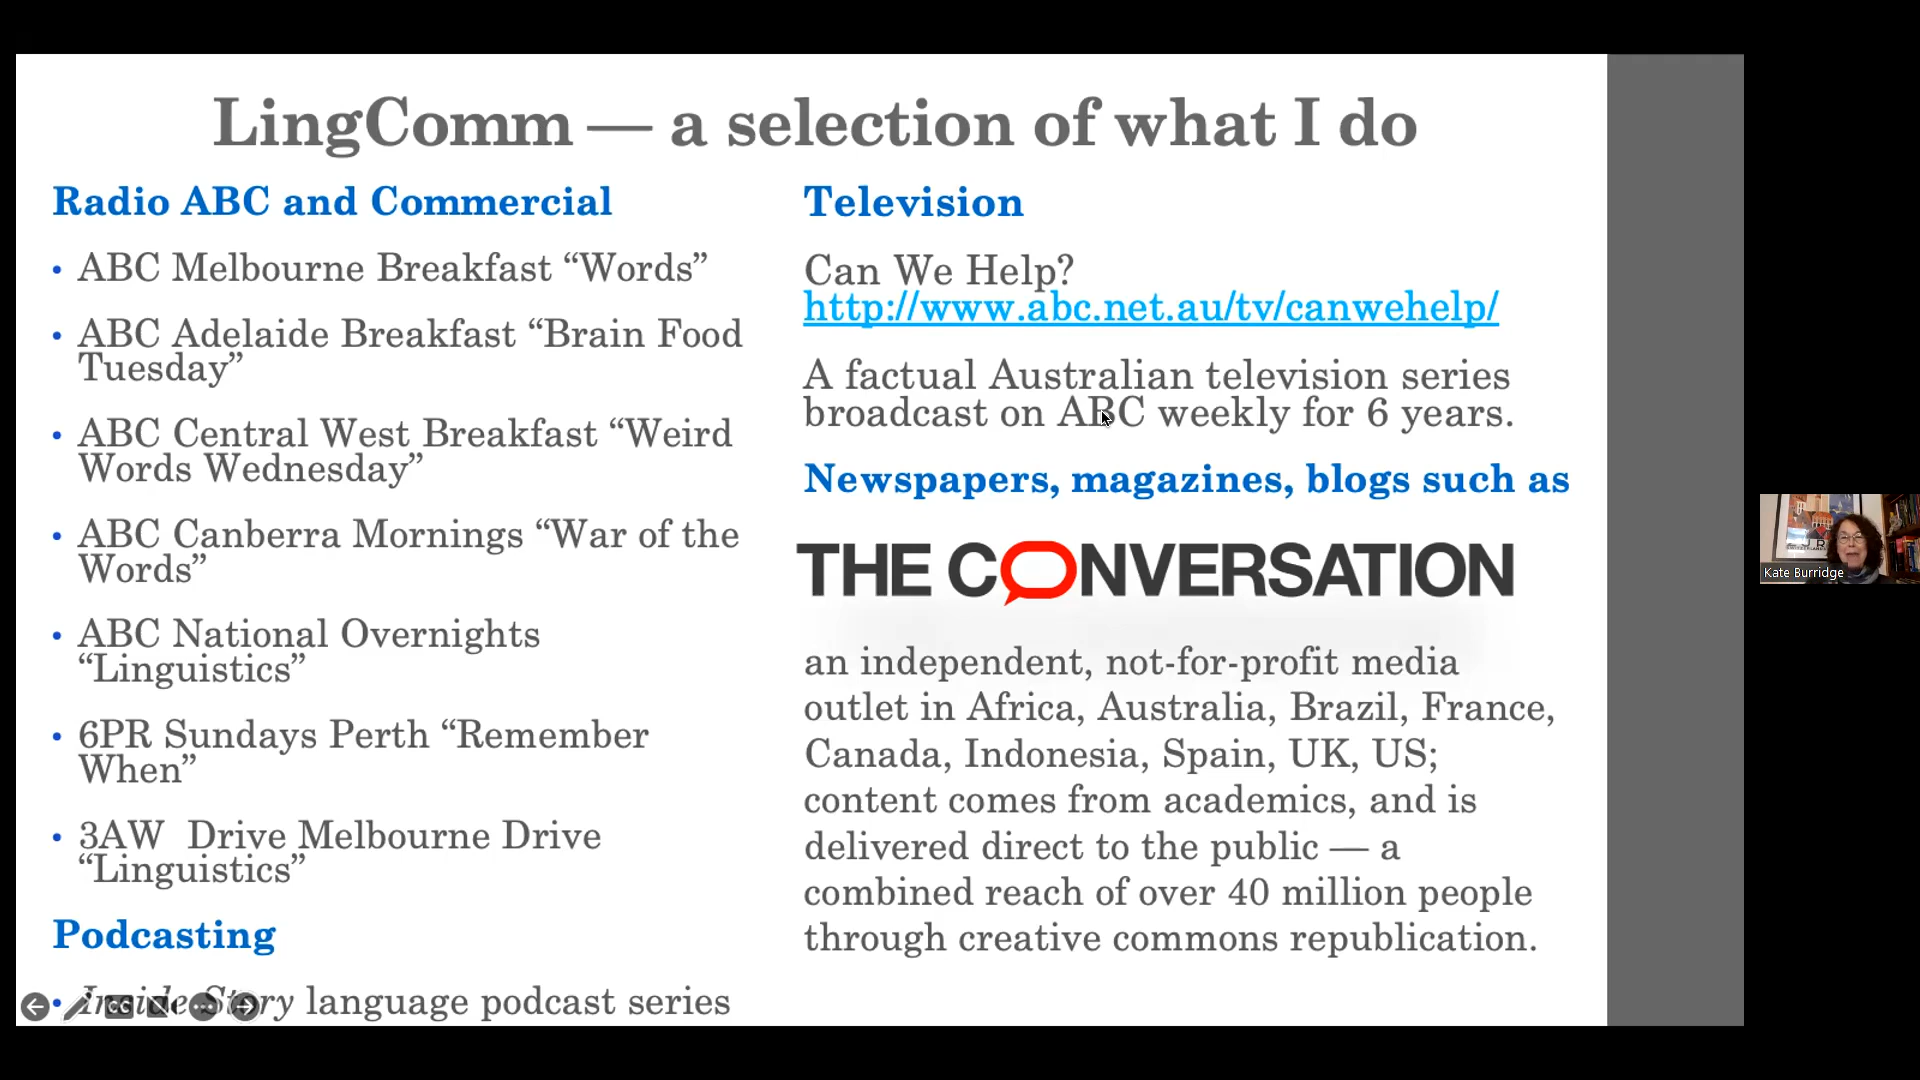 LingComm — a selection of what I do
Radio ABC and Commercial
• ABC Melbourne Breakfast “Words”
• ABC Adelaide Breakfast “Brain Food
Tuesday”
• ABC Central West Breakfast “Weird
Words Wednesday”
• ABC Canberra Mornings “War of the
Words”
• ABC National Overnights
“Linguistics”
• 6PR Sundays Perth “Remember
When”
• 3AW  Drive Melbourne Drive
“Linguistics”
Podcasting
• Inside Story language podcast series
Television
Can We Help?
http://www.abc.net.au/tv/canwehelp/
A factual Australian television series
broadcast on ABC weekly for 6 years.
Newspapers, magazines, blogs such as
THE CONVERSATION
an independent, not-for-profit media
outlet in Africa, Australia, Brazil, France,
Canada, Indonesia, Spain, UK, US;
content comes from academics, and is
delivered direct to the public — a
combined reach of over 40 million people
through creative commons republication.
Kate Burridge